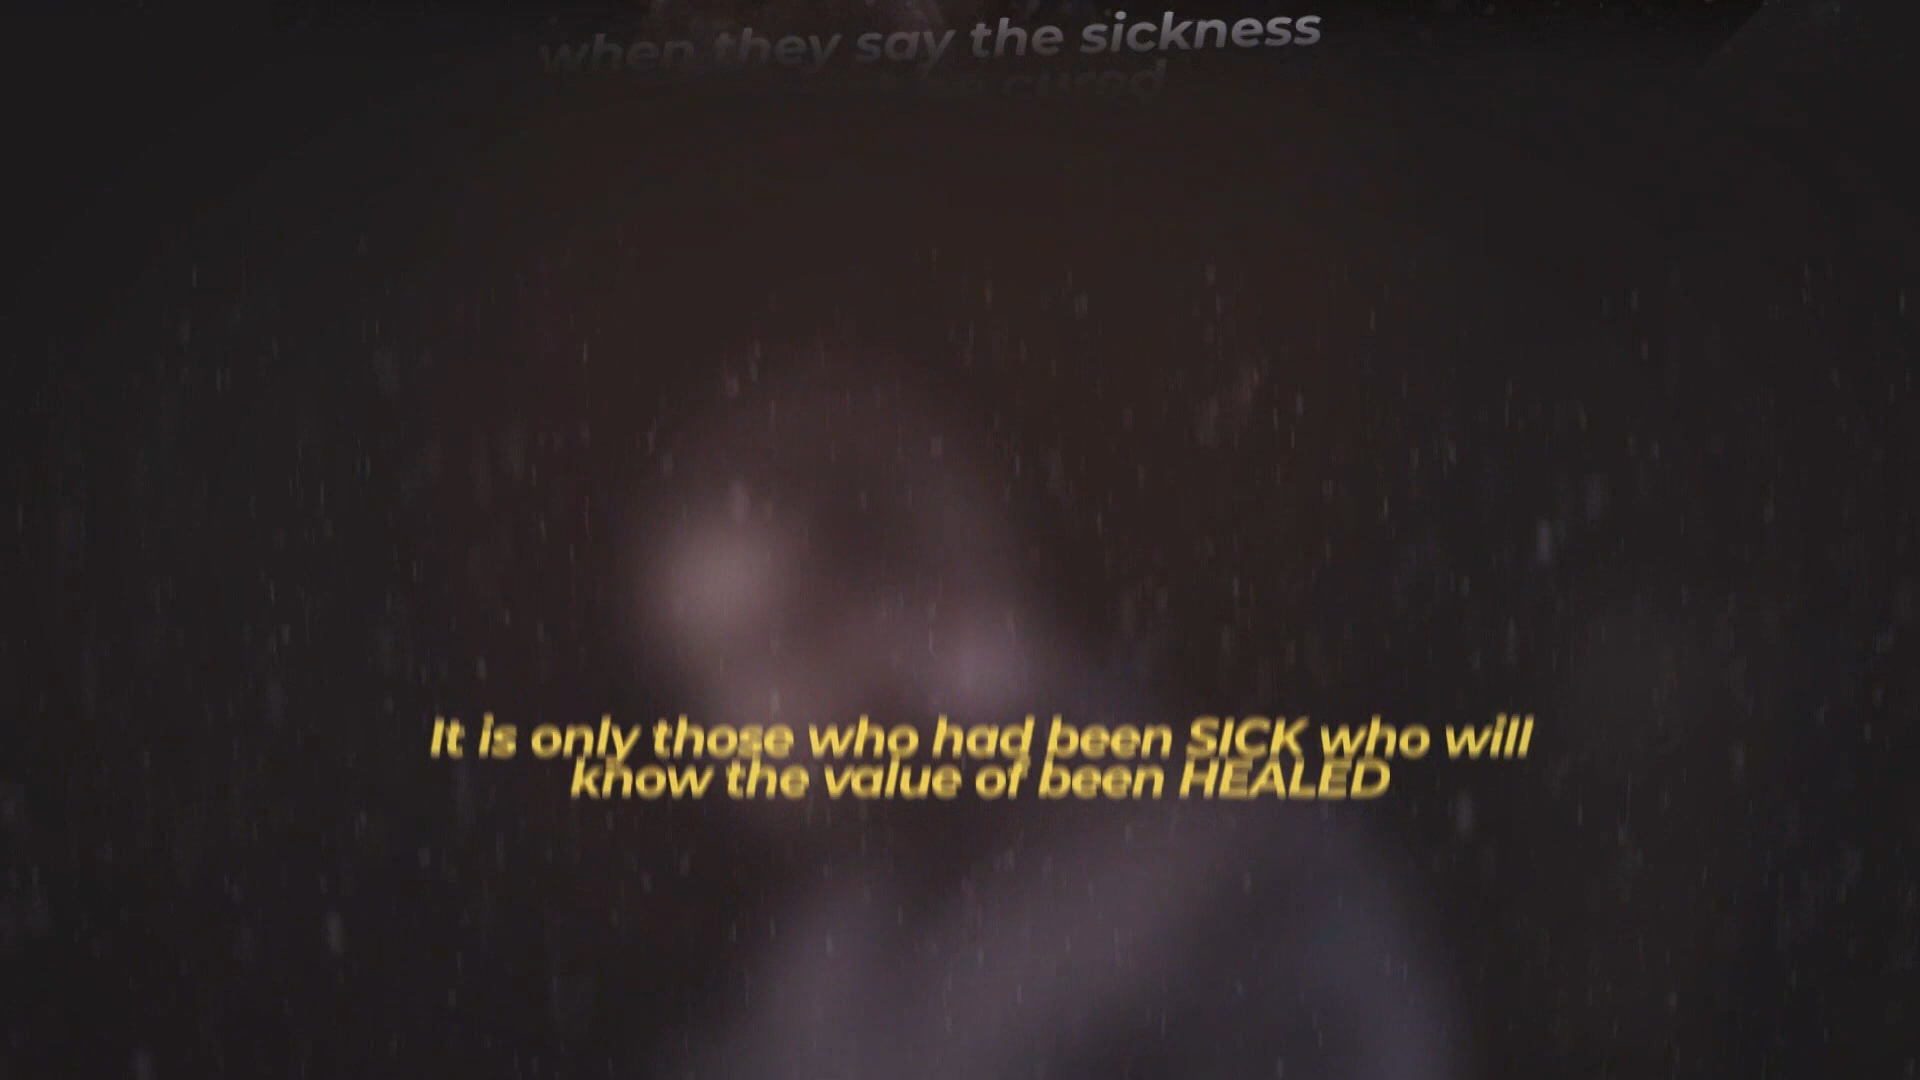 when they say the sickness
cured
It is only those who had been SICK who will
know the value of been HEALED